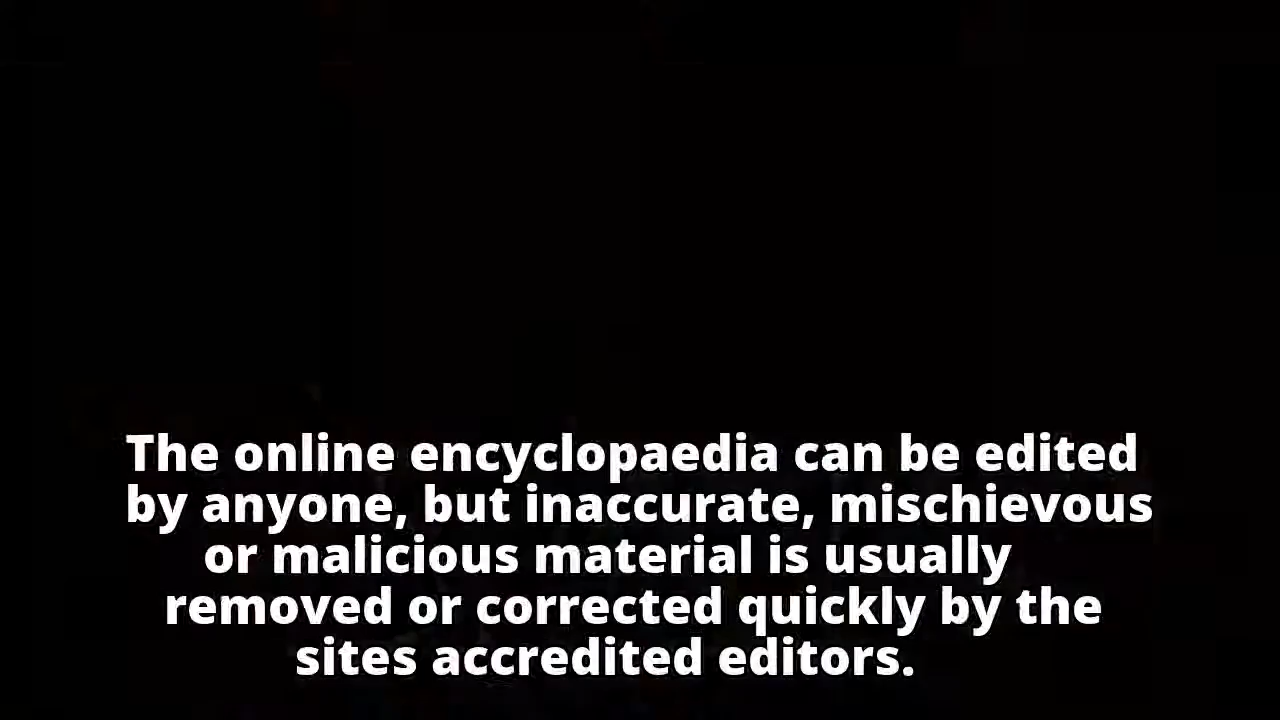 The online encyclopaedia can be edited
by anyone, but inaccurate, mischievous
or malicious material is usually
removed or corrected quickly by the
sites accredited editors.